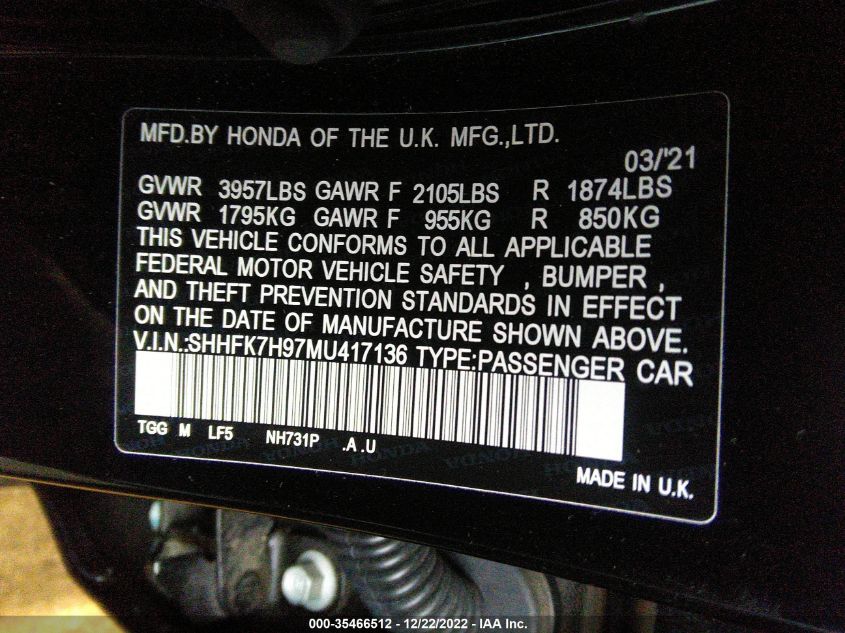 MFD.BY HONDA OF THE U.K. MFG.,LTD.
03/'21
GVWR 3957LBS GAWR F 2105LBS R 1874LBS
GVWR 1795KG GAWR F 955KG R 850KG
THIS VEHICLE CONFORMS TO ALL APPLICABLE
FEDERAL MOTOR VEHICLE SAFETY , BUMPER ,
AND THEFT PREVENTION STANDARDS IN EFFECT
ON THE DATE OF MANUFACTURE SHOWN ABOVE.
V.I.N.:SHHFK7H97MU417136 TYPE:PASSENGER CAR
TGG M LF5 NH731P .A .U
MADE IN U.K.
000-35466512 - 12/22/2022 - IAA Inc.